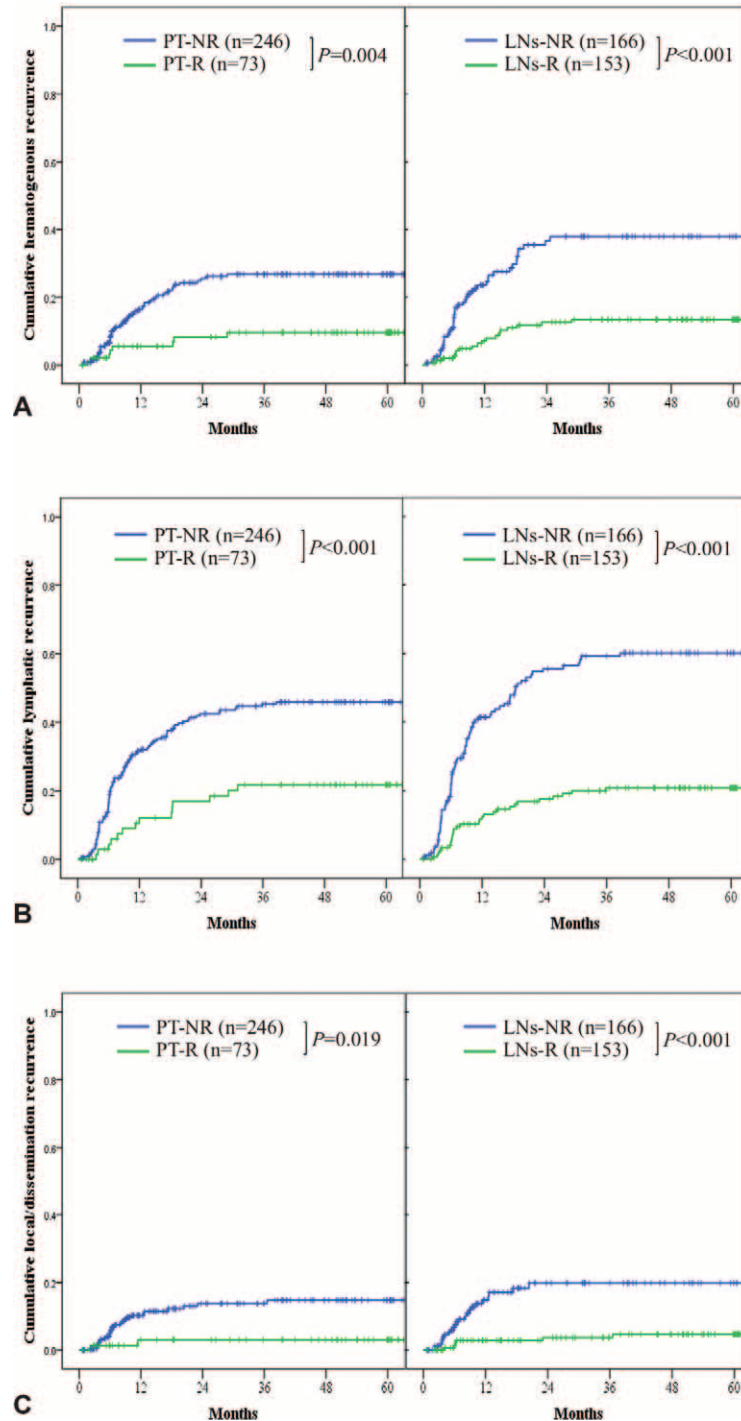 PT-NR (n=246)
PT-R (n=73)
P=0.004
LNs-NR (n=166)
LNs-R (n=153)
P<0.001
Cumulative hematogenous recurrence
1.0
0.8
0.6
0.4
0.2
0.0
0 12 24 36 48 60 0 12 24 36 48 60
Months Months
A
PT-NR (n=246)
PT-R (n=73)
P<0.001
LNs-NR (n=166)
LNs-R (n=153)
P<0.001
Cumulative lymphatic recurrence
1.0
0.8
0.6
0.4
0.2
0.0
0 12 24 36 48 60 0 12 24 36 48 60
Months Months
B
PT-NR (n=246)
PT-R (n=73)
P=0.019
LNs-NR (n=166)
LNs-R (n=153)
P<0.001
Cumulative local/dissemination recurrence
1.0
0.8
0.6
0.4
0.2
0.0
0 12 24 36 48 60 0 12 24 36 48 60
Months Months
C